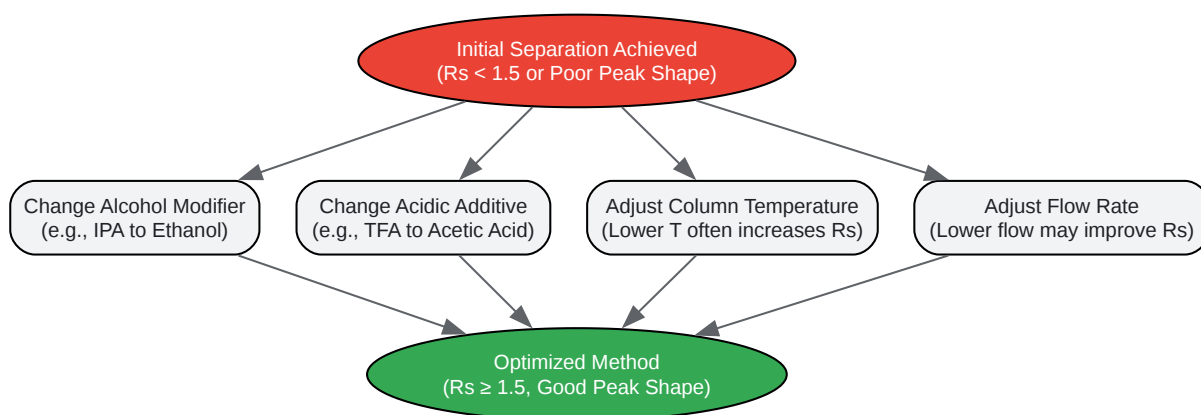 Initial Separation Achieved
(Rs < 1.5 or Poor Peak Shape)
Change Alcohol Modifier
(e.g., IPA to Ethanol)
Change Acidic Additive
(e.g., TFA to Acetic Acid)
Adjust Column Temperature
(Lower T often increases Rs)
Adjust Flow Rate
(Lower flow may improve Rs)
Optimized Method
(Rs ≥ 1.5, Good Peak Shape)